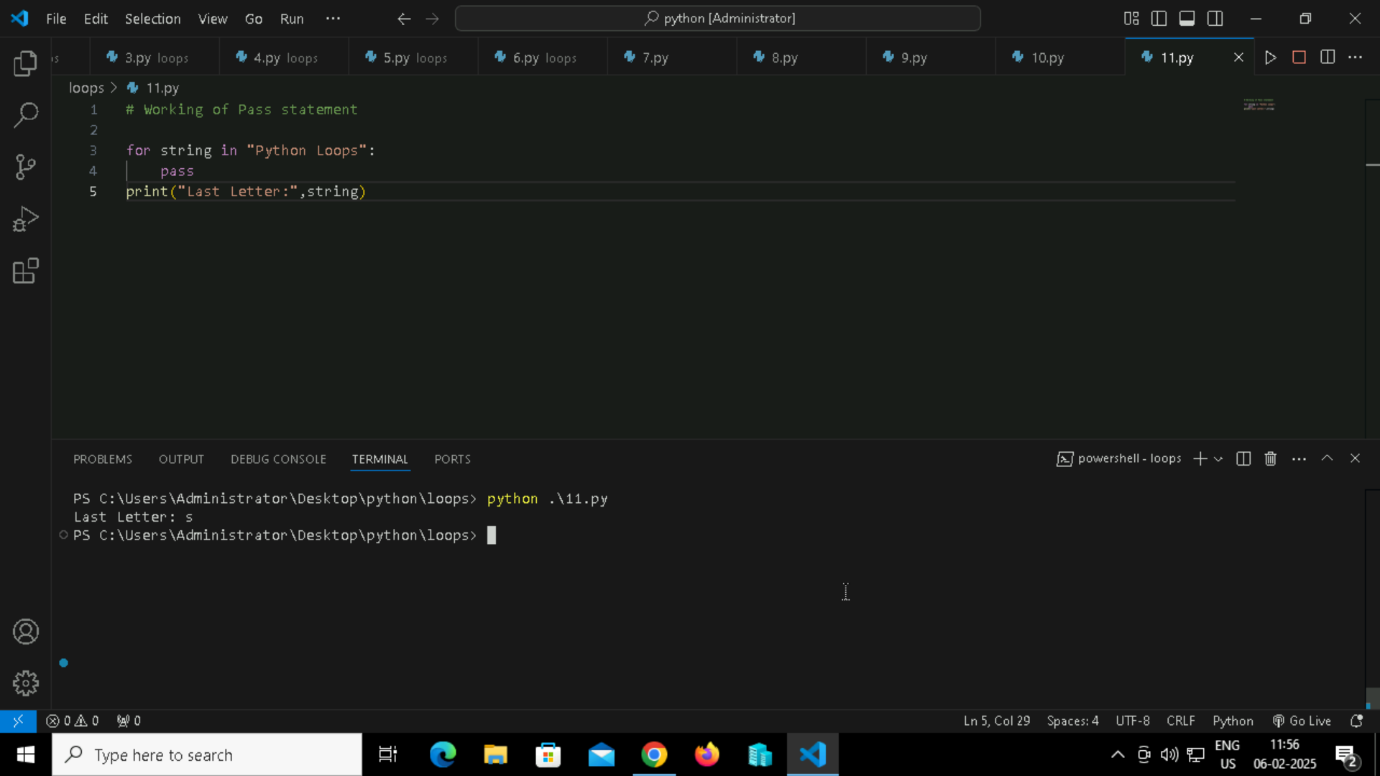 File Edit Selection View Go Run ··· python [Administrator]
3.py loops 4.py loops 5.py loops 6.py loops 7.py 8.py 9.py 10.py 11.py
loops > 11.py
1 # Working of Pass statement
2
3 for string in "Python Loops":
4 pass
5 print("Last Letter:",string)
PROBLEMS OUTPUT DEBUG CONSOLE TERMINAL PORTS powershell - loops
PS C:\Users\Administrator\Desktop\python\loops> python .\11.py
Last Letter: s
PS C:\Users\Administrator\Desktop\python\loops>
0 0 0 Ln 5, Col 29 Spaces: 4 UTF-8 CRLF Python Go Live
Type here to search
ENG
US
11:56
06-02-2025
2